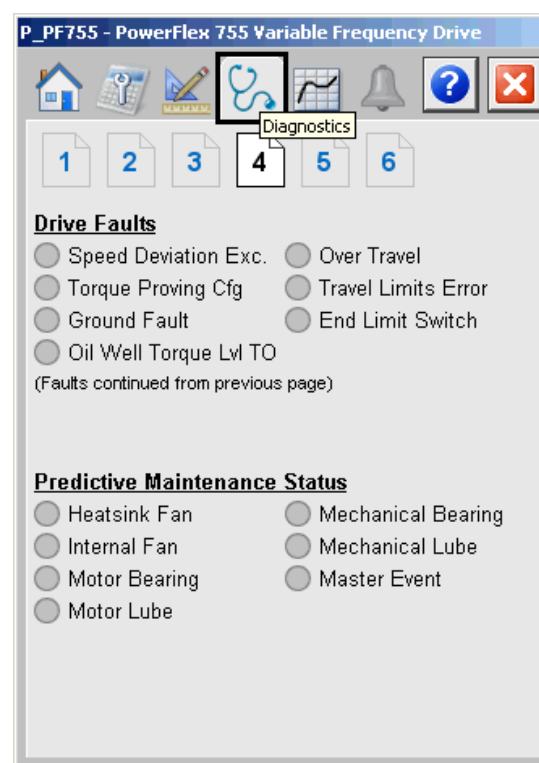 P_PF755 - PowerFlex 755 Variable Frequency Drive
?
Diagnostics
1 2 3 4 5 6
Drive Faults
Speed Deviation Exc. Over Travel
Torque Proving Cfg Travel Limits Error
Ground Fault End Limit Switch
Oil Well Torque Lvl TO
(Faults continued from previous page)
Predictive Maintenance Status
Heatsink Fan Mechanical Bearing
Internal Fan Mechanical Lube
Motor Bearing Master Event
Motor Lube